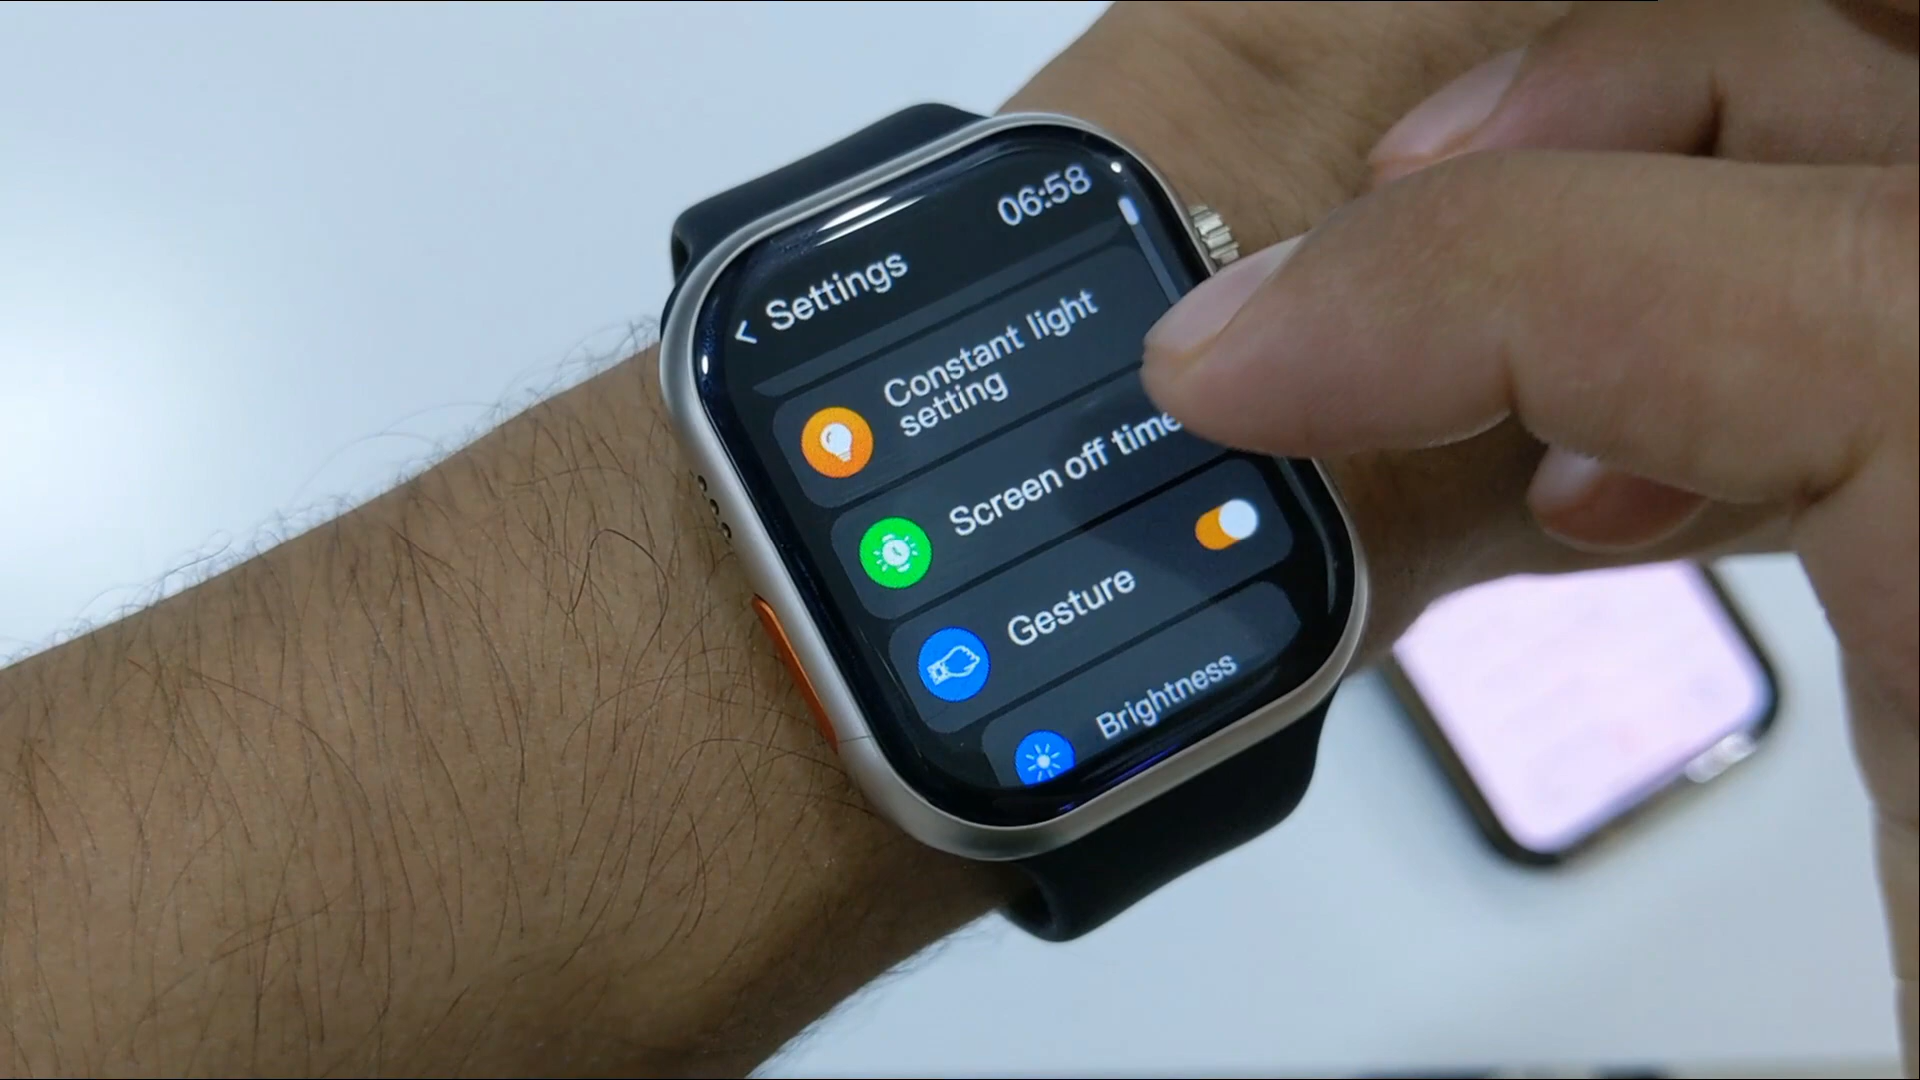 06:58
< Settings
Constant light
setting
Screen off time
Gesture
Brightness